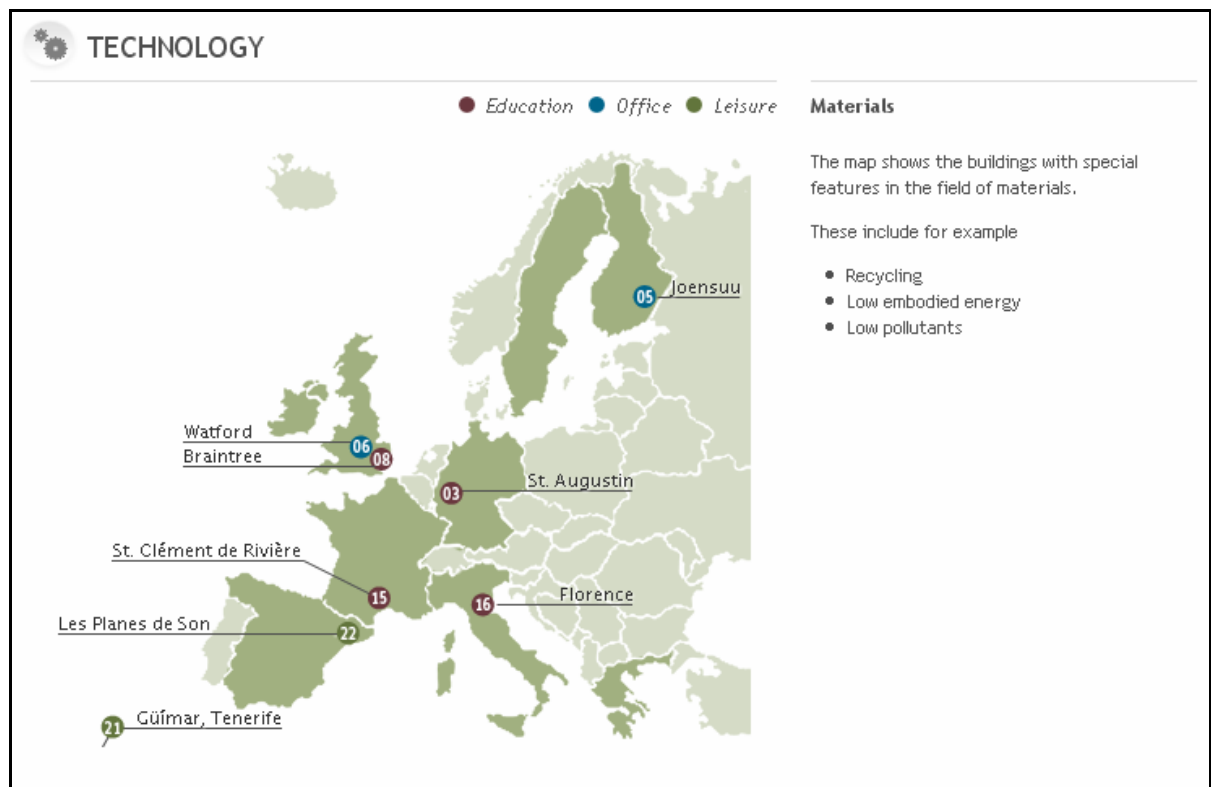 TECHNOLOGY
Education Office Leisure
Materials
The map shows the buildings with special
features in the field of materials.
These include for example
Recycling
Low embodied energy
Low pollutants
Joensuu
05
Watford
06
Braintree
08
St. Augustin
03
St. Clément de Rivière
15
Florence
16
Les Planes de Son
22
Güímar, Tenerife
21